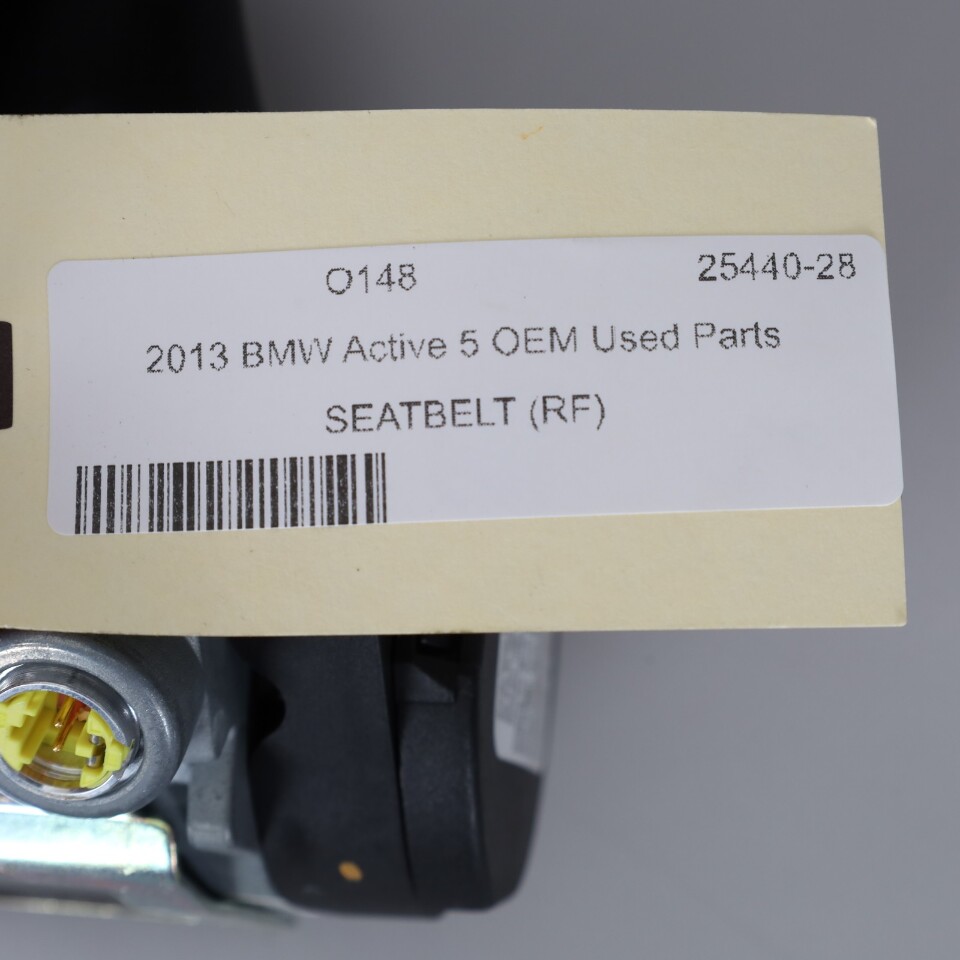 O148 25440-28
2013 BMW Active 5 OEM Used Parts
SEATBELT (RF)